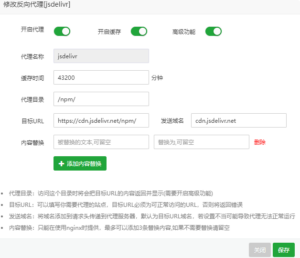 修改反向代理[jsdelivr]
开启代理 开启缓存 高级功能
代理名称 jsdelivr
缓存时间 43200 分钟
代理目录 /npm/
目标URL https://cdn.jsdelivr.net/npm/ 发送域名 cdn.jsdelivr.net
内容替换 被替换的文本,可留空 替换为,可留空 删除
+ 添加内容替换
代理目录：访问这个目录时将会把目标URL的内容返回并显示(需要开启高级功能)
目标URL：可以填写你需要代理的站点，目标URL必须为可正常访问的URL，否则将返回错误
发送域名：将域名添加到请求头传递到代理服务器，默认为目标URL域名，若设置不当可能导致代理无法正常运行
内容替换：只能在使用nginx时提供，最多可以添加3条替换内容,如果不需要替换请留空
关闭 保存